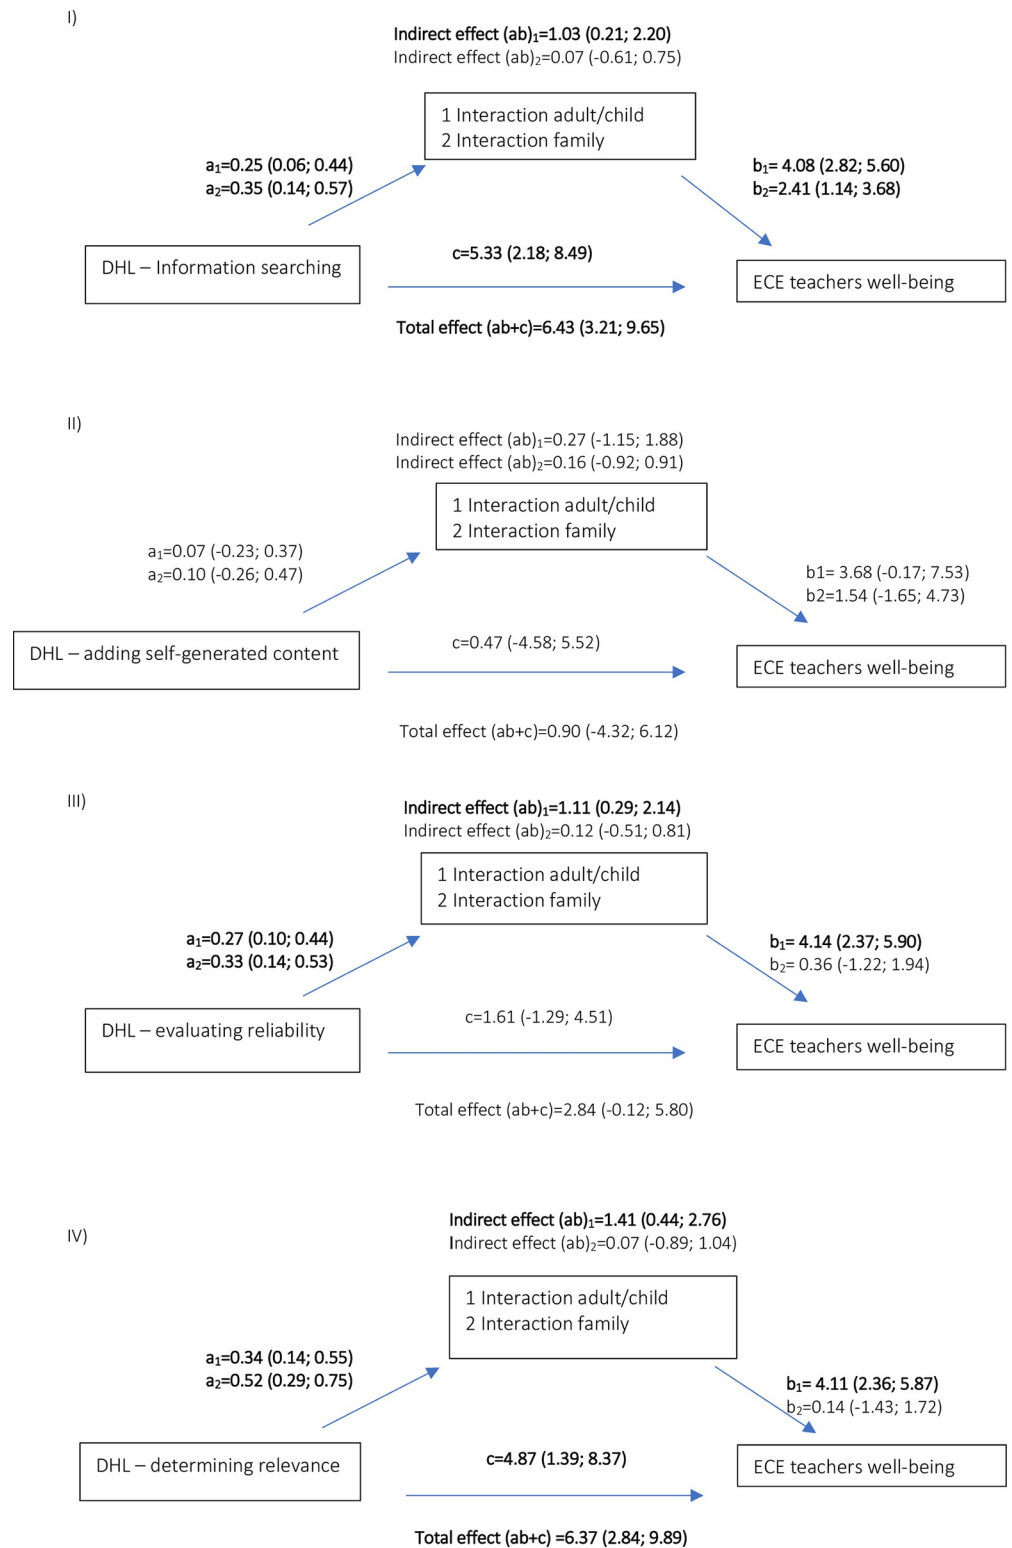 I)
Indirect effect (ab)₁=1.03 (0.21; 2.20)
Indirect effect (ab)₂=0.07 (-0.61; 0.75)
1 Interaction adult/child
2 Interaction family
a₁=0.25 (0.06; 0.44)
a₂=0.35 (0.14; 0.57)
b₁= 4.08 (2.82; 5.60)
b₂=2.41 (1.14; 3.68)
DHL – Information searching
c=5.33 (2.18; 8.49)
ECE teachers well-being
Total effect (ab+c)=6.43 (3.21; 9.65)
II)
Indirect effect (ab)₁=0.27 (-1.15; 1.88)
Indirect effect (ab)₂=0.16 (-0.92; 0.91)
1 Interaction adult/child
2 Interaction family
a₁=0.07 (-0.23; 0.37)
a₂=0.10 (-0.26; 0.47)
b1= 3.68 (-0.17; 7.53)
b2=1.54 (-1.65; 4.73)
DHL – adding self-generated content
c=0.47 (-4.58; 5.52)
ECE teachers well-being
Total effect (ab+c)=0.90 (-4.32; 6.12)
III)
Indirect effect (ab)₁=1.11 (0.29; 2.14)
Indirect effect (ab)₂=0.12 (-0.51; 0.81)
1 Interaction adult/child
2 Interaction family
a₁=0.27 (0.10; 0.44)
a₂=0.33 (0.14; 0.53)
b₁= 4.14 (2.37; 5.90)
b₂= 0.36 (-1.22; 1.94)
DHL – evaluating reliability
c=1.61 (-1.29; 4.51)
ECE teachers well-being
Total effect (ab+c)=2.84 (-0.12; 5.80)
IV)
Indirect effect (ab)₁=1.41 (0.44; 2.76)
Indirect effect (ab)₂=0.07 (-0.89; 1.04)
1 Interaction adult/child
2 Interaction family
a₁=0.34 (0.14; 0.55)
a₂=0.52 (0.29; 0.75)
b₁= 4.11 (2.36; 5.87)
b₂=0.14 (-1.43; 1.72)
DHL – determining relevance
c=4.87 (1.39; 8.37)
ECE teachers well-being
Total effect (ab+c) =6.37 (2.84; 9.89)